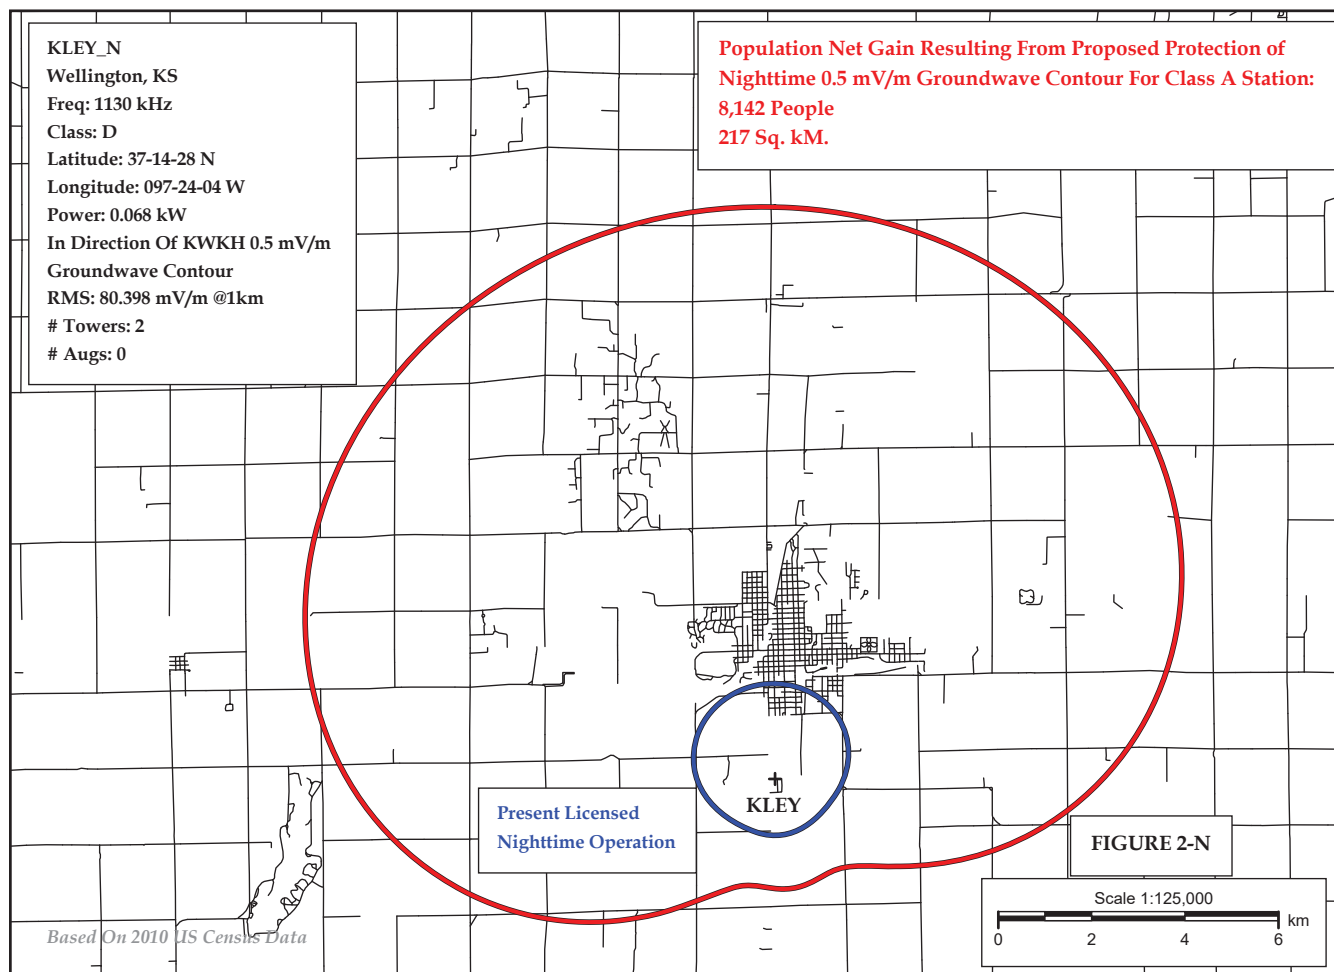 KLEY_N
Wellington, KS
Freq: 1130 kHz
Class: D
Latitude: 37-14-28 N
Longitude: 097-24-04 W
Power: 0.068 kW
In Direction Of KWKH 0.5 mV/m
Groundwave Contour
RMS: 80.398 mV/m @1km
# Towers: 2
# Augs: 0
Population Net Gain Resulting From Proposed Protection of
Nighttime 0.5 mV/m Groundwave Contour For Class A Station:
8,142 People
217 Sq. kM.
KLEY
Present Licensed
Nighttime Operation
FIGURE 2-N
Scale 1:125,000
km
0 2 4 6
Based On 2010 US Census Data